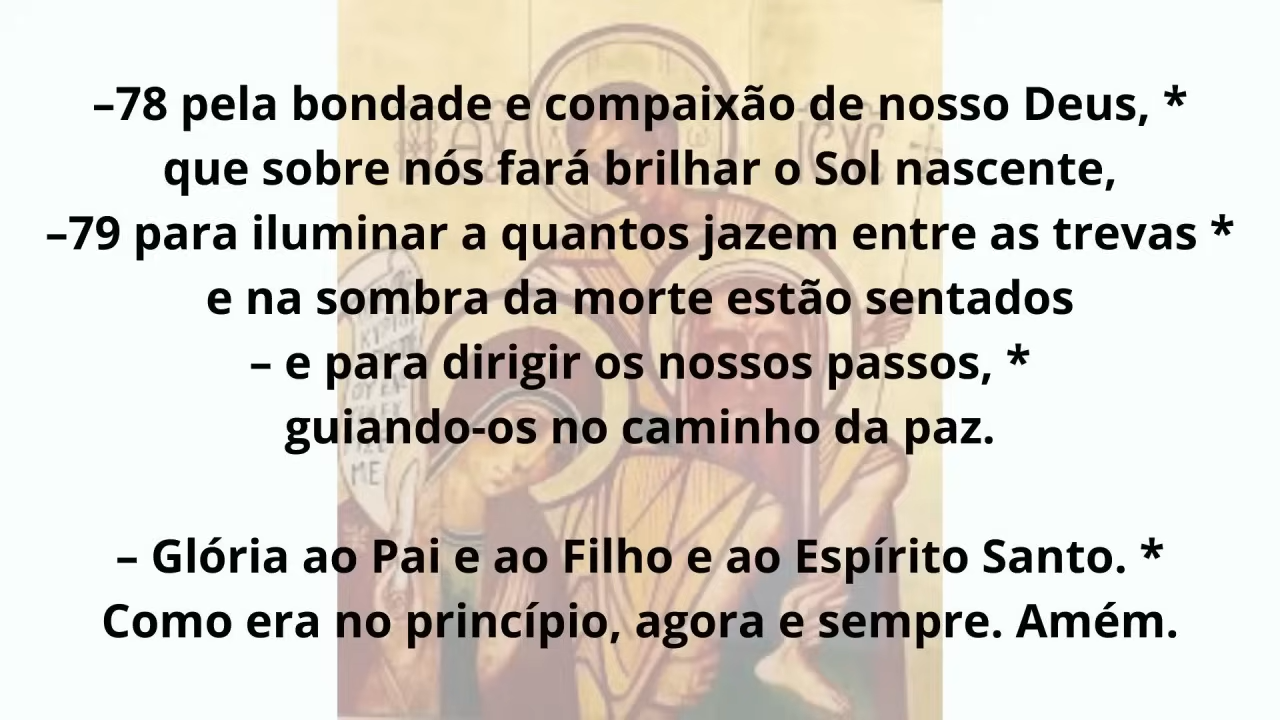 –78 pela bondade e compaixão de nosso Deus, *
que sobre nós fará brilhar o Sol nascente,
–79 para iluminar a quantos jazem entre as trevas *
e na sombra da morte estão sentados
– e para dirigir os nossos passos, *
guiando-os no caminho da paz.
– Glória ao Pai e ao Filho e ao Espírito Santo. *
Como era no princípio, agora e sempre. Amém.